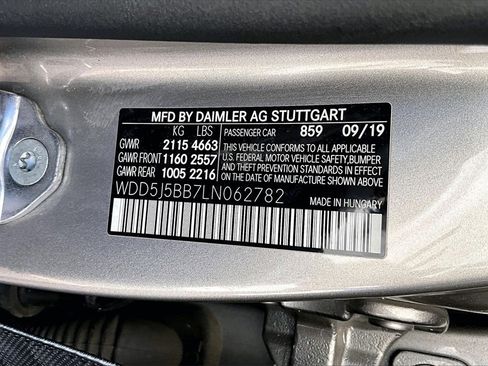 MFD BY DAIMLER AG STUTTGART
KG LBS PASSENGER CAR 859 09/19
GWR 2115 4663
GAWR FRONT 1160 2557
GAWR REAR 1005 2216
THIS VEHICLE CONFORMS TO ALL APPLICABLE
U.S. FEDERAL MOTOR VEHICLE SAFETY, BUMPER
AND THEFT PREVENTION STANDARDS IN EFFECT ON
THE DATE OF MANUFACTURE SHOWN ABOVE.
WDD5J5BB7LN062782
MADE IN HUNGARY